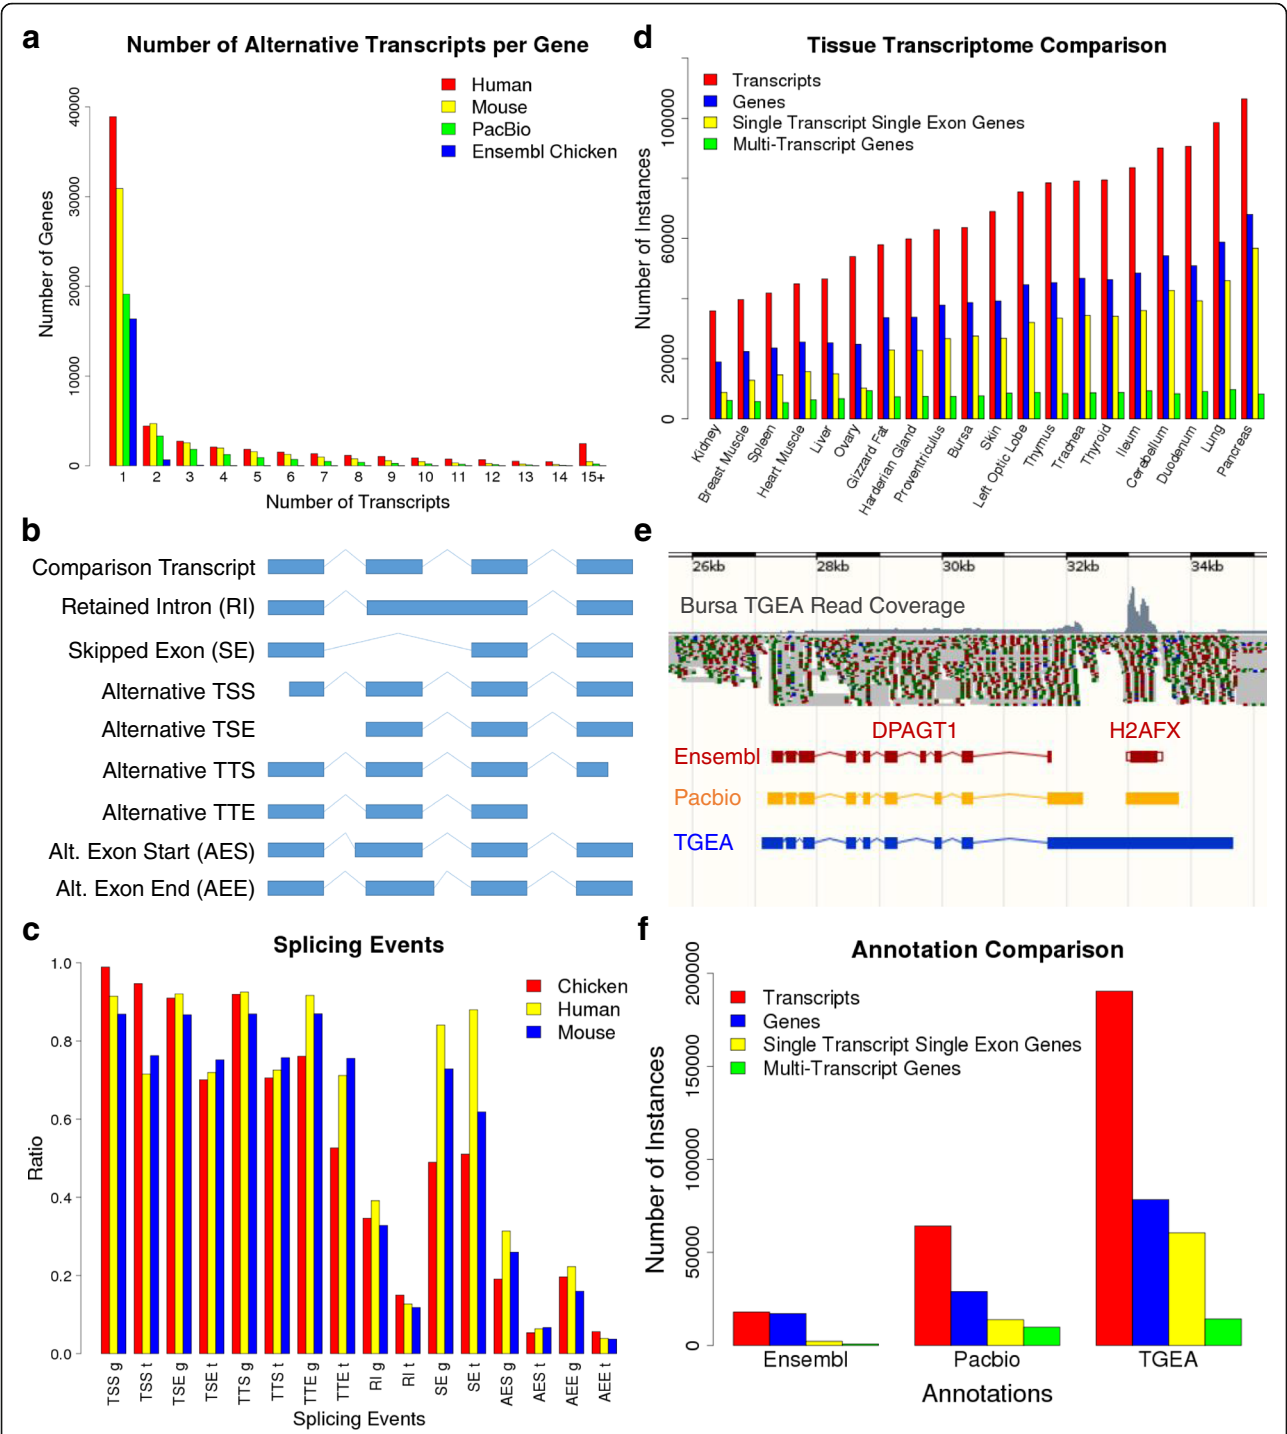 a
Number of Alternative Transcripts per Gene
Human
Mouse
PacBio
Ensembl Chicken
Number of Genes
40000
30000
20000
10000
0
1 2 3 4 5 6 7 8 9 10 11 12 13 14 15+
Number of Transcripts
d
Tissue Transcriptome Comparison
Transcripts
Genes
Single Transcript Single Exon Genes
Multi-Transcript Genes
Number of Instances
100000
60000
20000
0
Kidney
Breast Muscle
Spleen
Heart Muscle
Liver
Ovary
Gizzard Fat
Harderian Gland
Proventriculus
Bursa
Skin
Left Optic Lobe
Thymus
Trachea
Thyroid
Ileum
Cerebellum
Duodenum
Lung
Pancreas
b
Comparison Transcript
Retained Intron (RI)
Skipped Exon (SE)
Alternative TSS
Alternative TSE
Alternative TTS
Alternative TTE
Alt. Exon Start (AES)
Alt. Exon End (AEE)
e
26kb 28kb 30kb 32kb 34kb
Bursa TGEA Read Coverage
DPAGT1 H2AFX
Ensembl
Pacbio
TGEA
c
Splicing Events
Chicken
Human
Mouse
Ratio
1.0
0.8
0.6
0.4
0.2
0.0
TSS g
TSS t
TSE g
TSE t
TTS g
TTS t
TTE g
TTE t
RI g
RI t
SE g
SE t
AES g
AES t
AEE g
AEE t
Splicing Events
f
Annotation Comparison
Transcripts
Genes
Single Transcript Single Exon Genes
Multi-Transcript Genes
Number of Instances
200000
150000
100000
50000
0
Ensembl Pacbio TGEA
Annotations